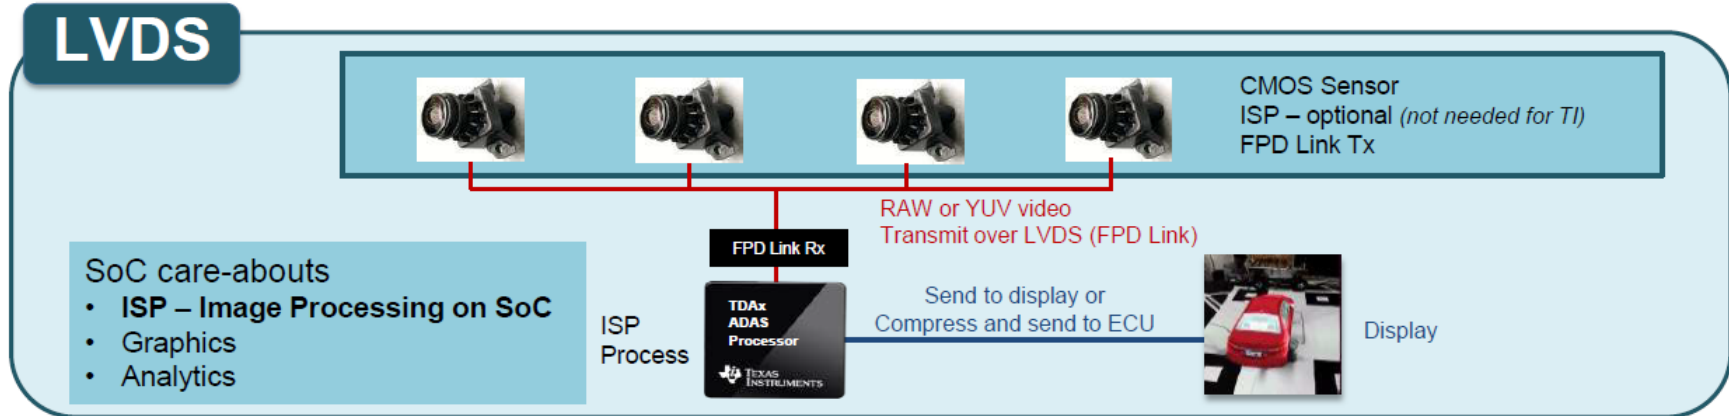 LVDS
CMOS Sensor
ISP – optional (not needed for TI)
FPD Link Tx
RAW or YUV video
Transmit over LVDS (FPD Link)
FPD Link Rx
SoC care-abouts
• ISP – Image Processing on SoC
• Graphics
• Analytics
ISP
Process
TDAx
ADAS
Processor
TEXAS
INSTRUMENTS
Send to display or
Compress and send to ECU
Display